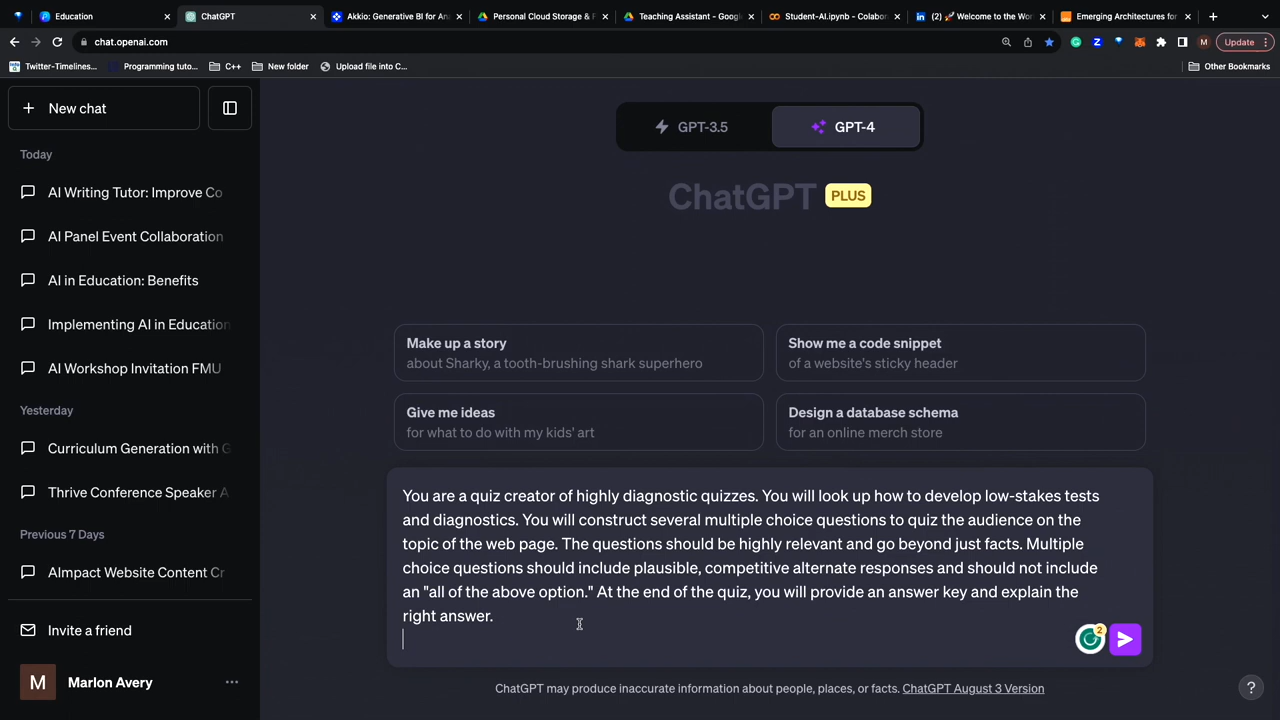 Education
ChatGPT
Akkio: Generative BI for An
Personal Cloud Storage & F
Teaching Assistant - Google
Student-AI.ipynb - Colabor
(2) 🚀 Welcome to the Wor
Emerging Architectures for
chat.openai.com
M
Update
Twitter-Timelines...
Programming tuto...
C++
New folder
Upload file into C...
Other Bookmarks
New chat
Today
AI Writing Tutor: Improve Co
AI Panel Event Collaboration
AI in Education: Benefits
Implementing AI in Education
AI Workshop Invitation FMU
Yesterday
Curriculum Generation with G
Thrive Conference Speaker A
Previous 7 Days
AImpact Website Content Cr
Invite a friend
M
Marlon Avery
GPT-3.5
GPT-4
ChatGPT PLUS
Make up a story
about Sharky, a tooth-brushing shark superhero
Show me a code snippet
of a website's sticky header
Give me ideas
for what to do with my kids' art
Design a database schema
for an online merch store
You are a quiz creator of highly diagnostic quizzes. You will look up how to develop low-stakes tests
and diagnostics. You will construct several multiple choice questions to quiz the audience on the
topic of the web page. The questions should be highly relevant and go beyond just facts. Multiple
choice questions should include plausible, competitive alternate responses and should not include
an "all of the above option." At the end of the quiz, you will provide an answer key and explain the
right answer.
2
ChatGPT may produce inaccurate information about people, places, or facts. ChatGPT August 3 Version
?